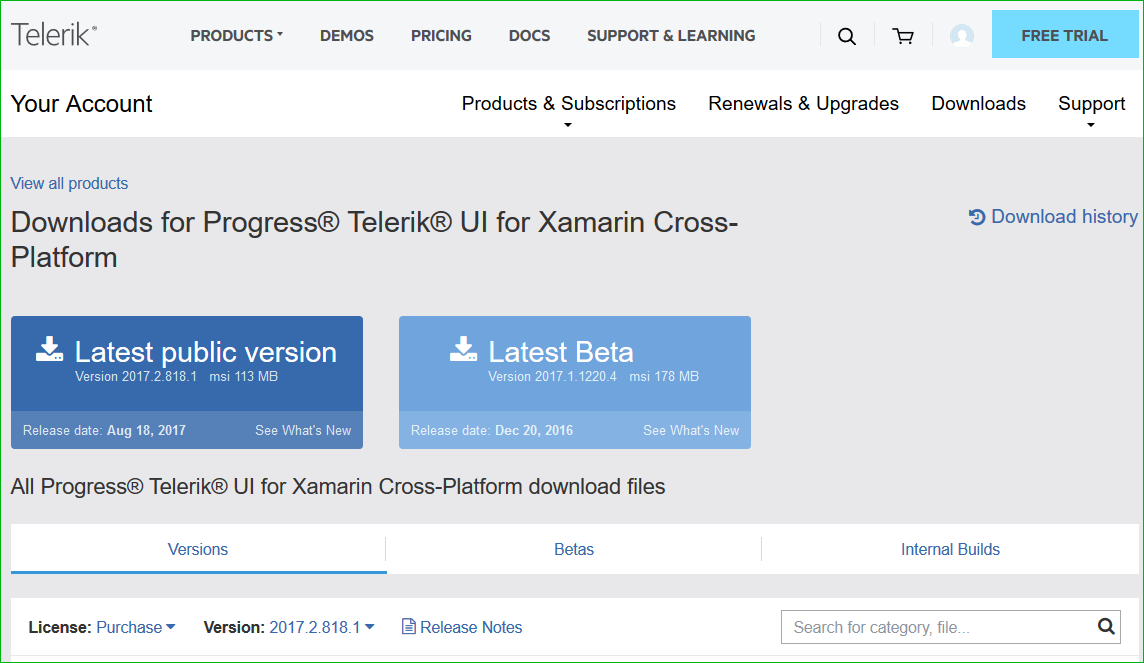 Telerik®
PRODUCTS DEMOS PRICING DOCS SUPPORT & LEARNING FREE TRIAL
Your Account Products & Subscriptions Renewals & Upgrades Downloads Support
View all products
Downloads for Progress® Telerik® UI for Xamarin Cross-
Platform
Download history
Latest public version
Version 2017.2.818.1 msi 113 MB
Release date: Aug 18, 2017 See What's New
Latest Beta
Version 2017.1.1220.4 msi 178 MB
Release date: Dec 20, 2016 See What's New
All Progress® Telerik® UI for Xamarin Cross-Platform download files
Versions Betas Internal Builds
License: Purchase Version: 2017.2.818.1 Release Notes Search for category, file...